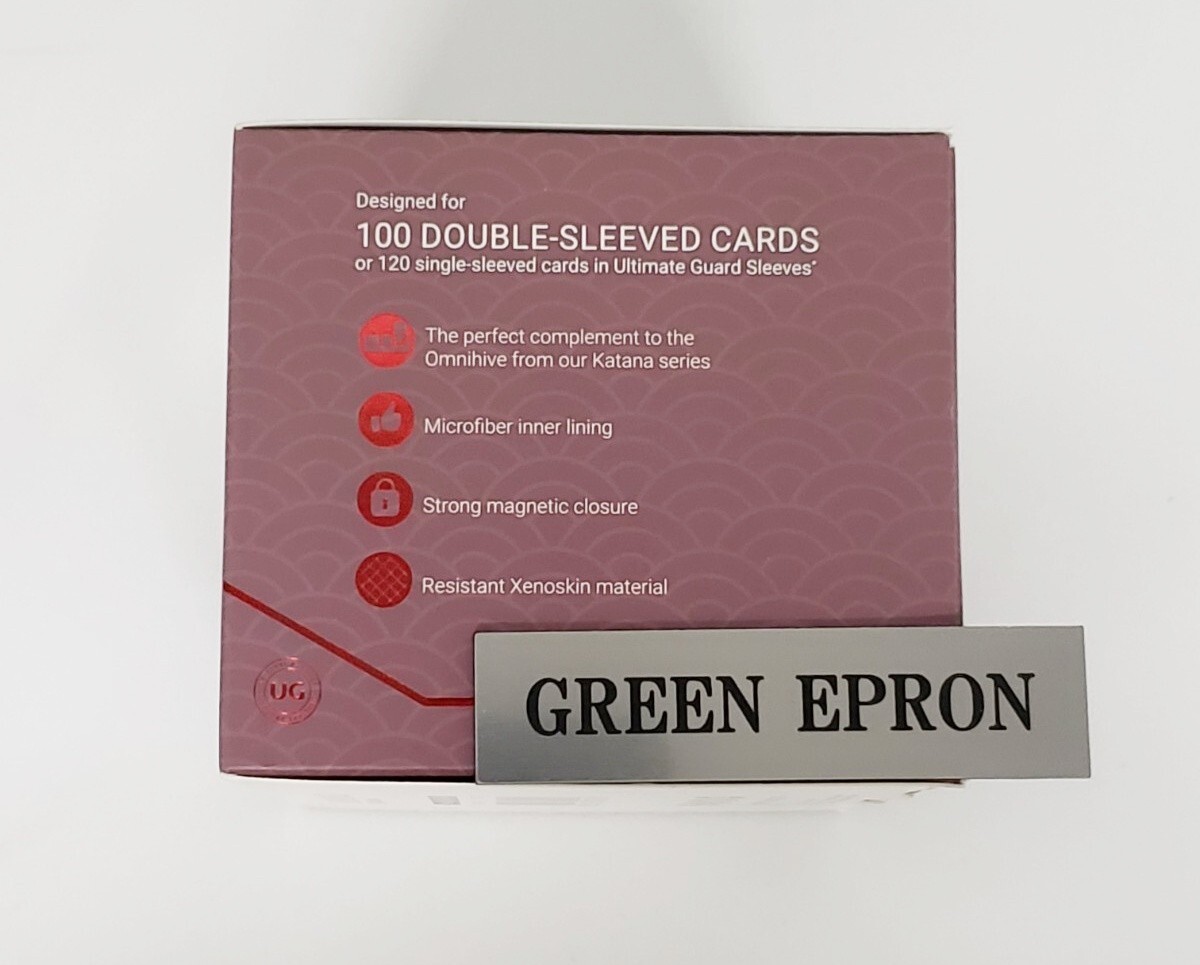 Designed for
100 DOUBLE-SLEEVED CARDS
or 120 single-sleeved cards in Ultimate Guard Sleeves*
The perfect complement to the
Omnihive from our Katana series
Microfiber inner lining
Strong magnetic closure
Resistant Xenoskin material
UG
GREEN EPRON